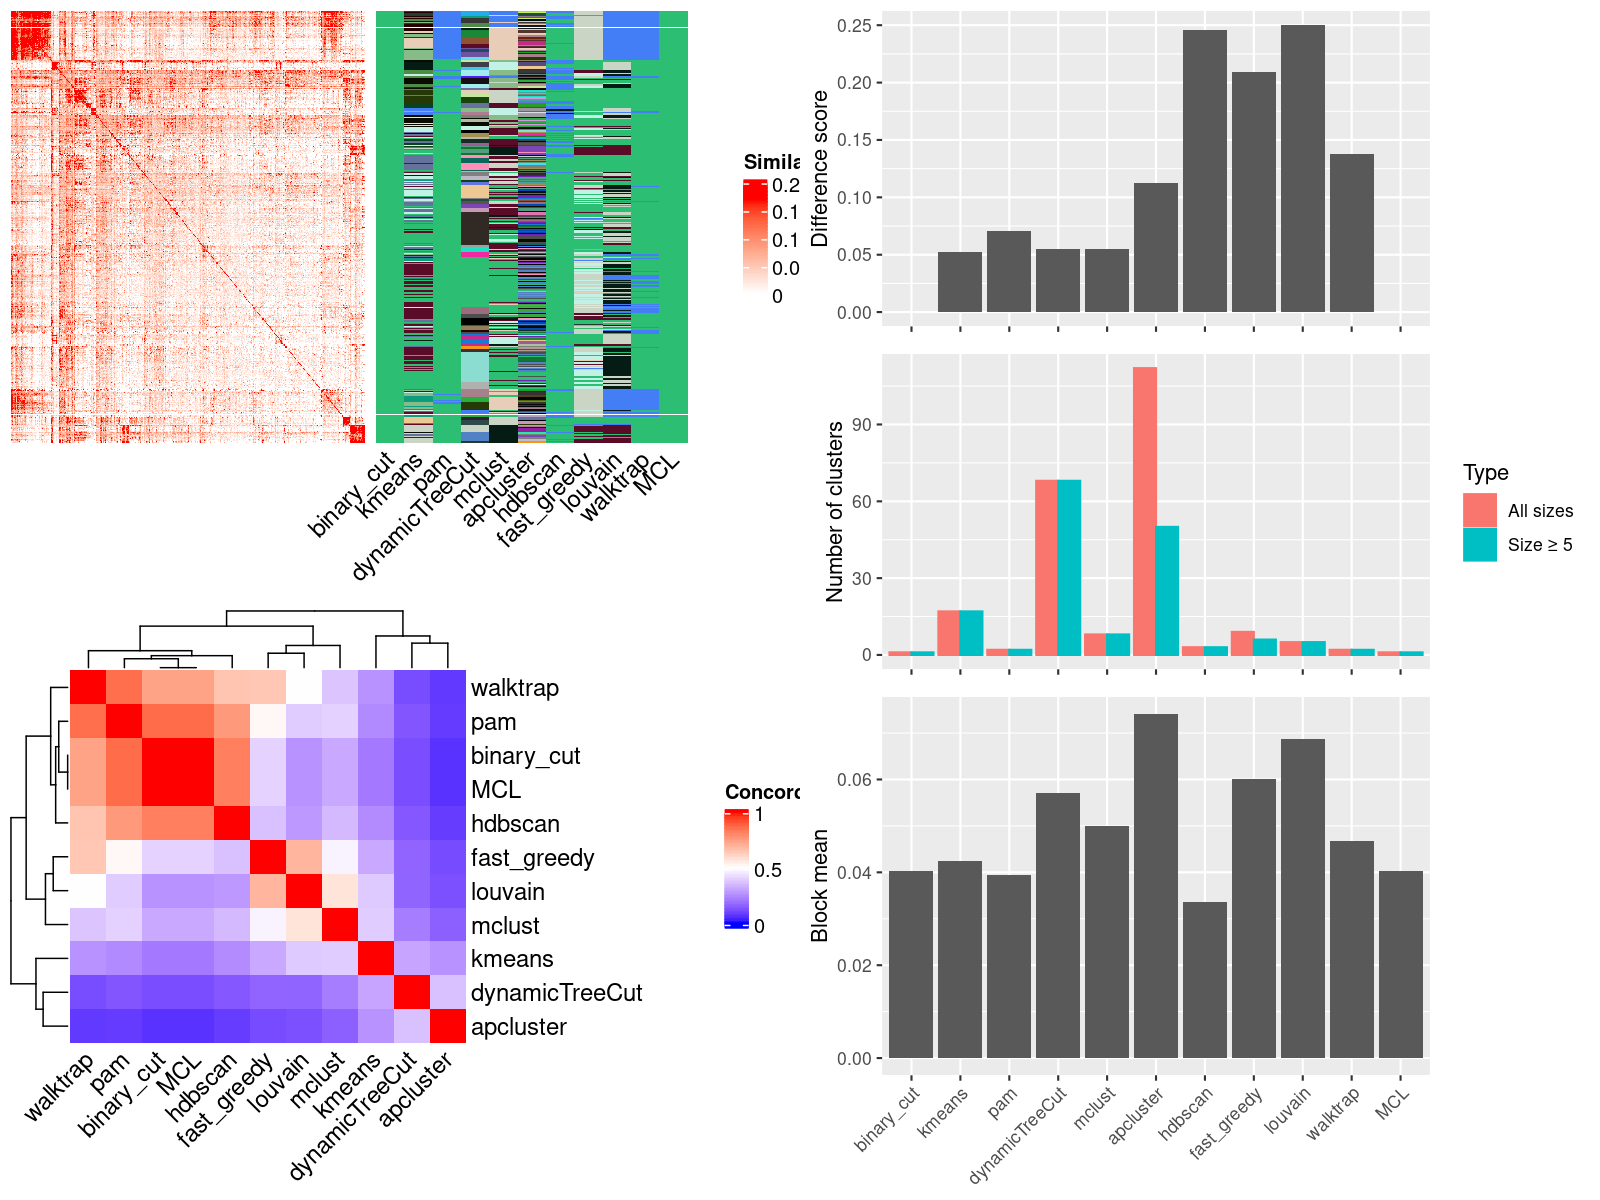 Simila
0.2
0.1
0.1
0.0
0
binary_cut
kmeans
pam
dynamicTreeCut
mclust
apcluster
hdbscan
fast_greedy
louvain
walktrap
MCL
walktrap
pam
binary_cut
MCL
hdbscan
fast_greedy
louvain
mclust
kmeans
dynamicTreeCut
apcluster
walktrap
pam
binary_cut
MCL
hdbscan
fast_greedy
louvain
mclust
kmeans
dynamicTreeCut
apcluster
Concord
1
0.5
0
Difference score
0.25
0.20
0.15
0.10
0.05
0.00
Number of clusters
90
60
30
0
Type
All sizes
Size ≥ 5
Block mean
0.06
0.04
0.02
0.00
binary_cut
kmeans
pam
dynamicTreeCut
mclust
apcluster
hdbscan
fast_greedy
louvain
walktrap
MCL